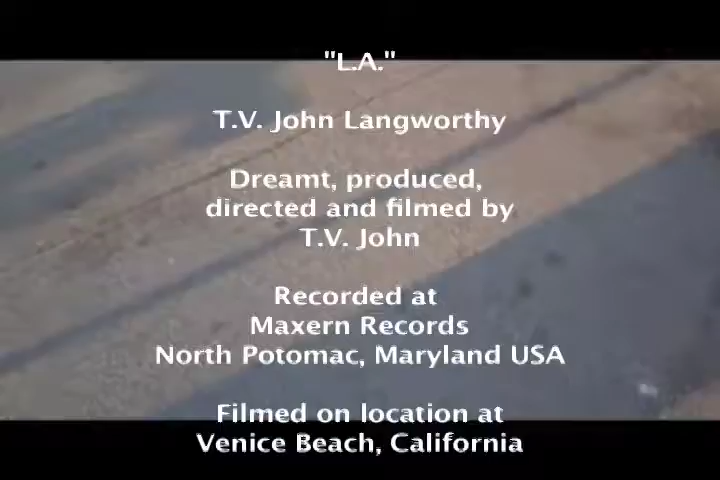 "L.A."
T.V. John Langworthy
Dreamt, produced,
directed and filmed by
T.V. John
Recorded at
Maxern Records
North Potomac, Maryland USA
Filmed on location at
Venice Beach, California